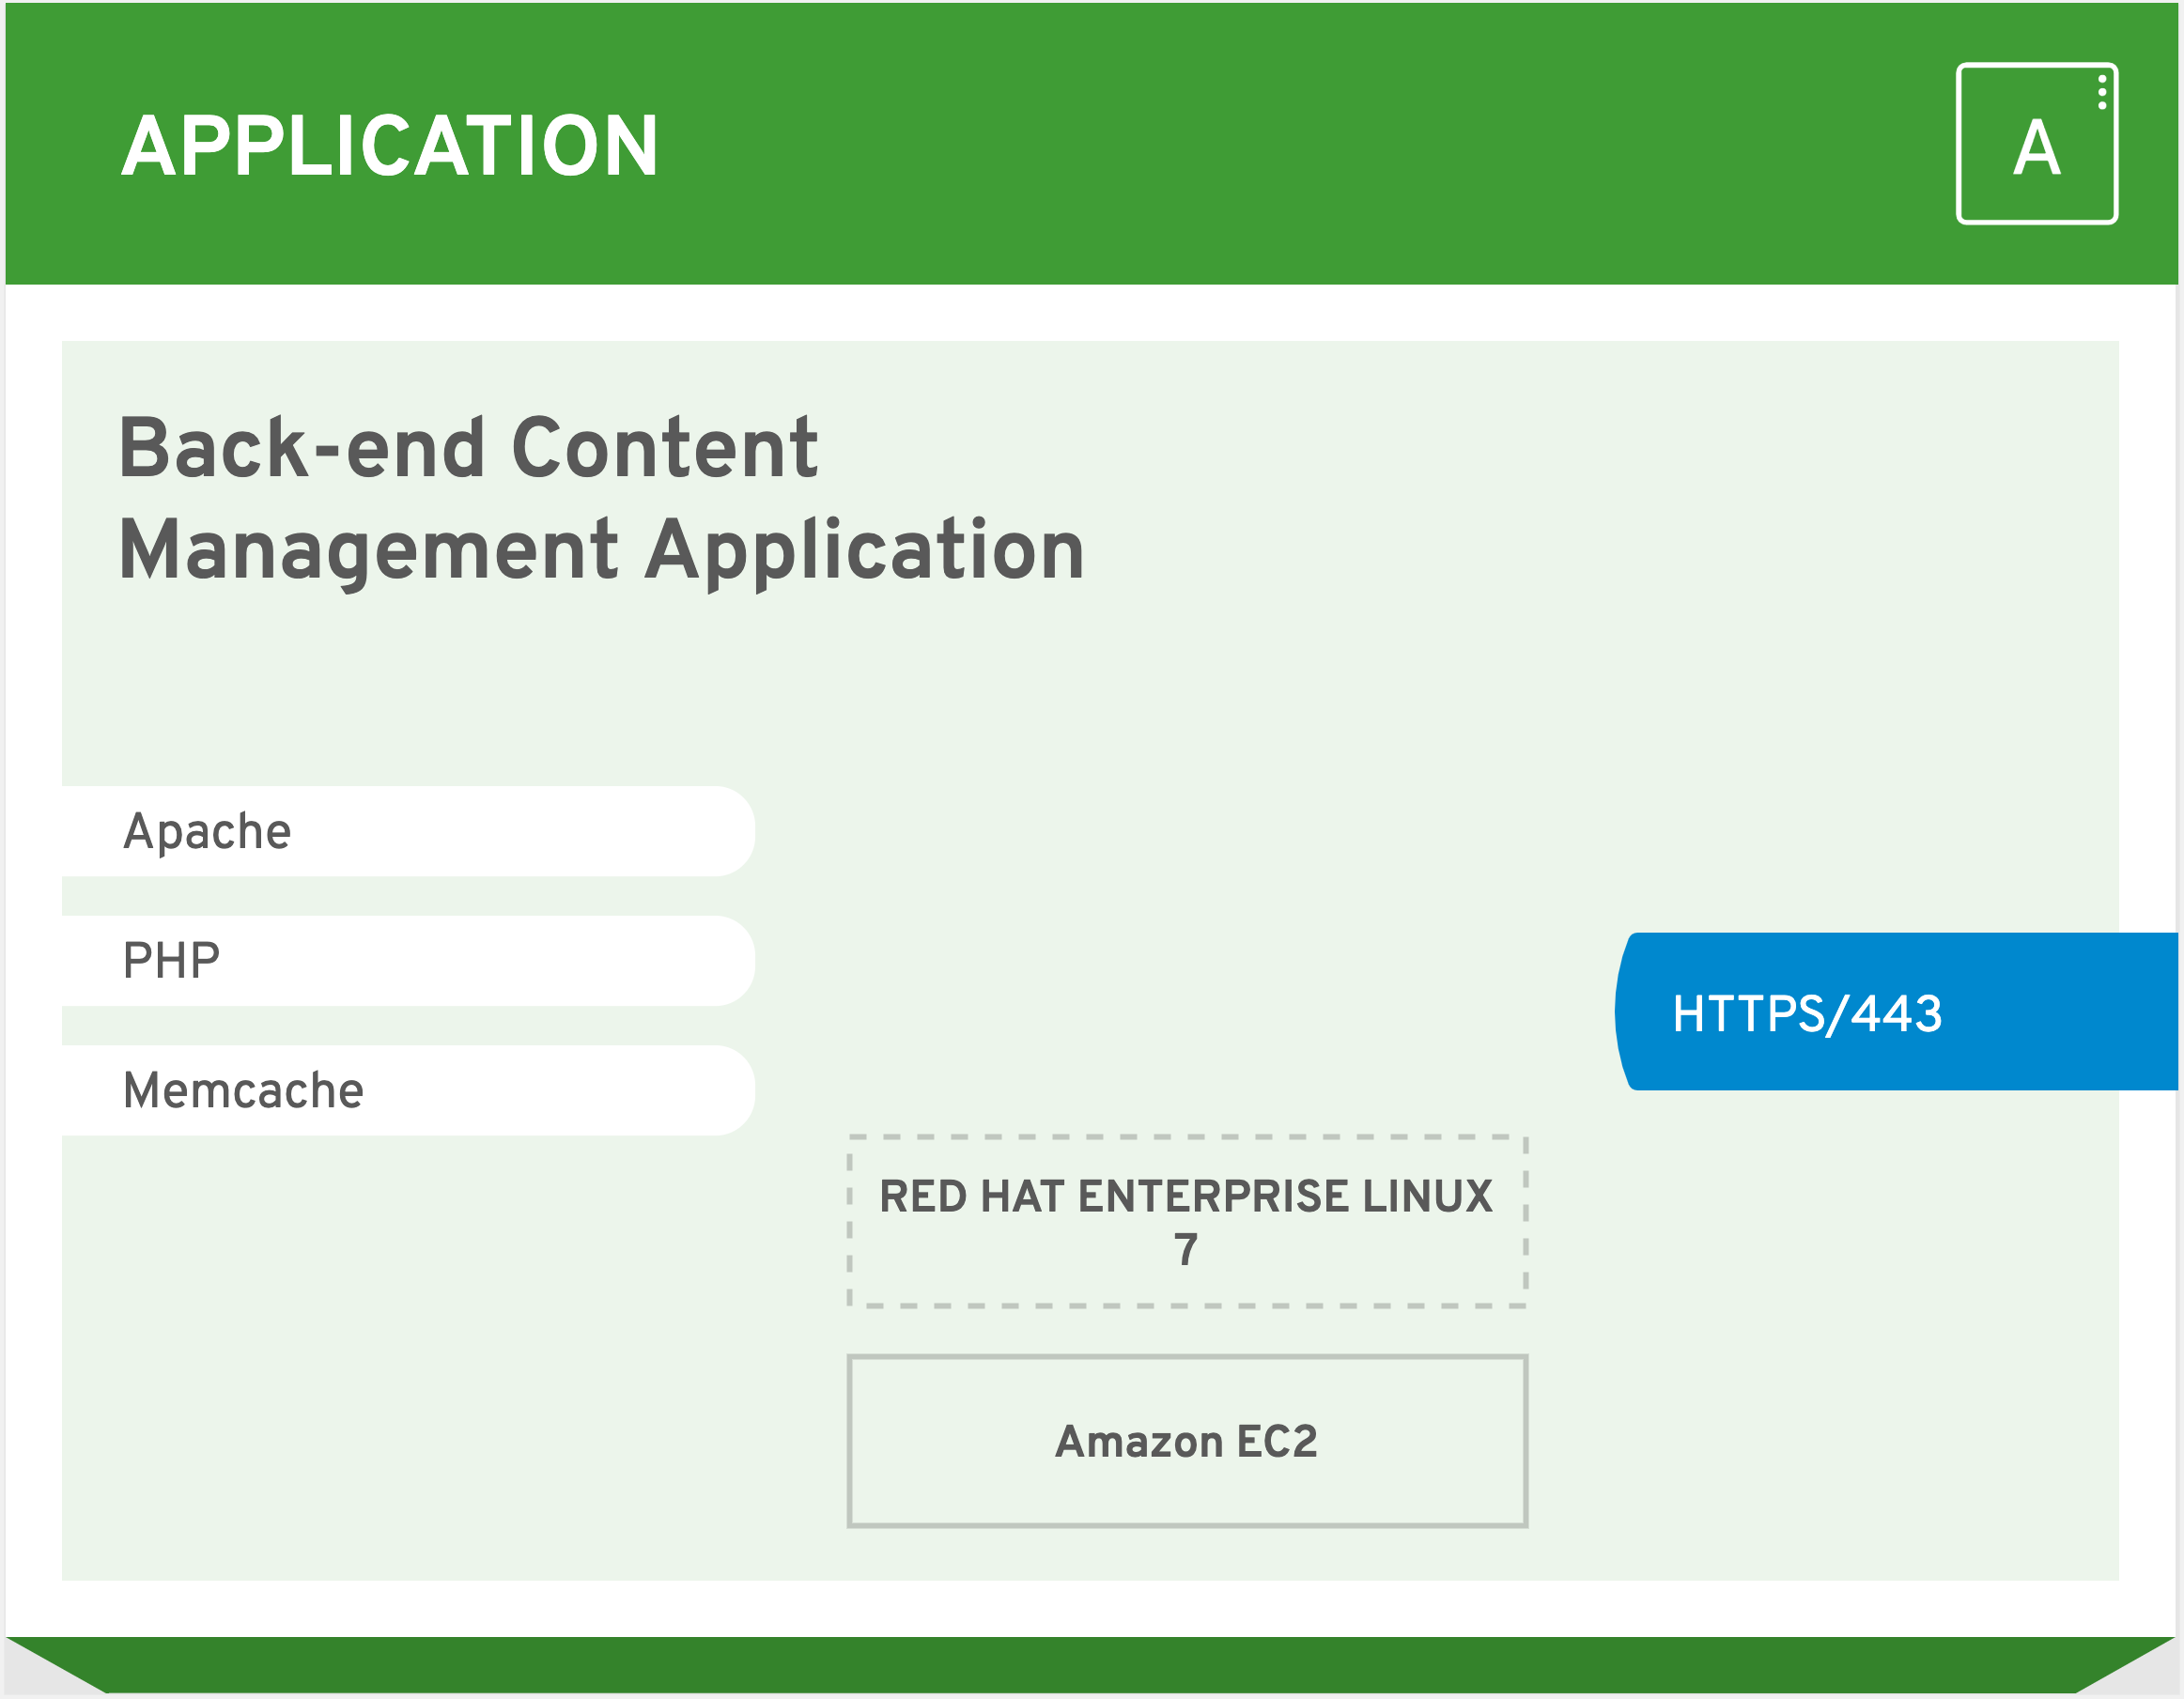 APPLICATION
A
Back-end Content
Management Application
Apache
PHP
Memcache
HTTPS/443
RED HAT ENTERPRISE LINUX
7
Amazon EC2